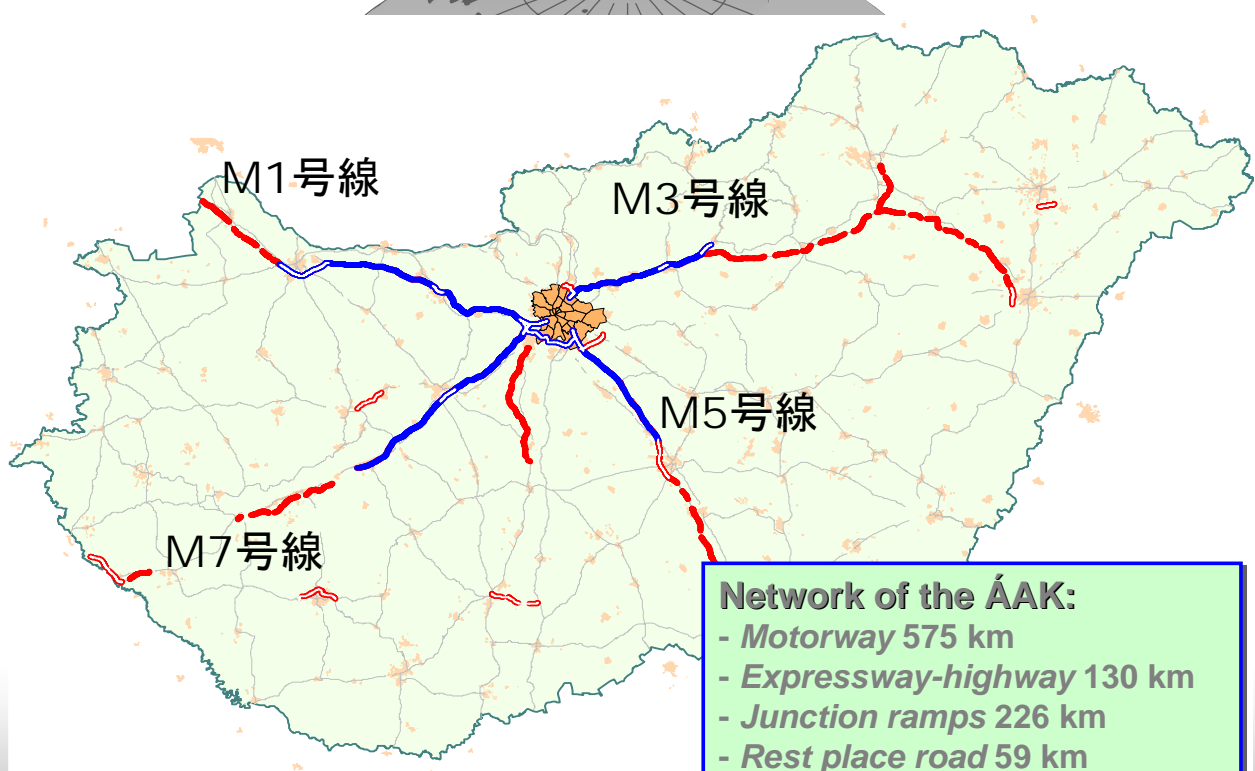 M1号線
M3号線
M5号線
M7号線
Network of the ÁAK:
- Motorway 575 km
- Expressway-highway 130 km
- Junction ramps 226 km
- Rest place road 59 km